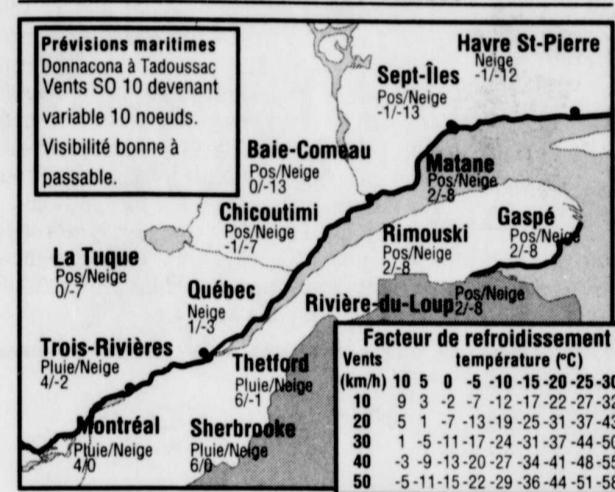 Prévisions maritimes
Donnacona à Tadoussac
Vents SO 10 devenant
variable 10 noeuds.
Visibilité bonne à
passable.
Havre St-Pierre
Neige
-1/-12
Sept-Îles
Pos/Neige
-1/-13
Baie-Comeau
Pos/Neige
0/-13
Matane
Pos/Neige
2/-8
Chicoutimi
Pos/Neige
-1/-7
Gaspé
Pos/Neige
2/-8
Rimouski
Pos/Neige
2/-8
La Tuque
Pos/Neige
0/-7
Québec
Neige
1/-3
Rivière-du-Loup
Pos/Neige
2/-8
Trois-Rivières
Pluie/Neige
4/-2
Thetford
Pluie/Neige
6/-1
Montréal
Pluie/Neige
4/0
Sherbrooke
Pluie/Neige
6/0
Facteur de refroidissement
Vents température (°C)
(km/h) 10 5 0 -5 -10 -15 -20 -25 -30
10 9 3 -2 -7 -12 -17 -22 -27 -32
20 5 1 -7 -13 -19 -25 -31 -37 -43
30 1 -5 -11 -17 -24 -31 -37 -44 -50
40 -3 -9 -13 -20 -27 -34 -41 -48 -55
50 -5 -11 -15 -22 -29 -36 -44 -51